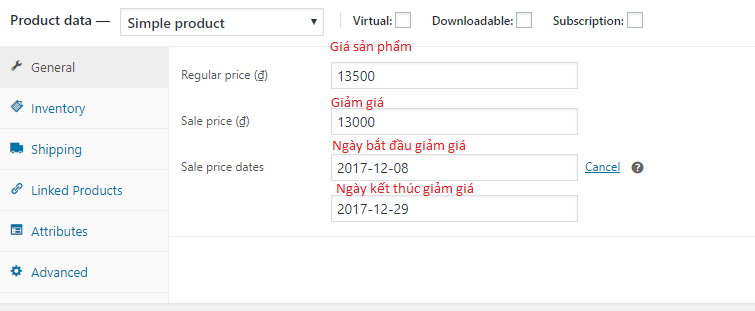 Product data — Simple product Virtual: Downloadable: Subscription:
Giá sản phẩm
General
Regular price (₫) 13500
Giảm giá
Inventory
Sale price (₫) 13000
Ngày bắt đầu giảm giá
Shipping
Sale price dates 2017-12-08 Cancel ?
Ngày kết thúc giảm giá
Linked Products
2017-12-29
Attributes
Advanced